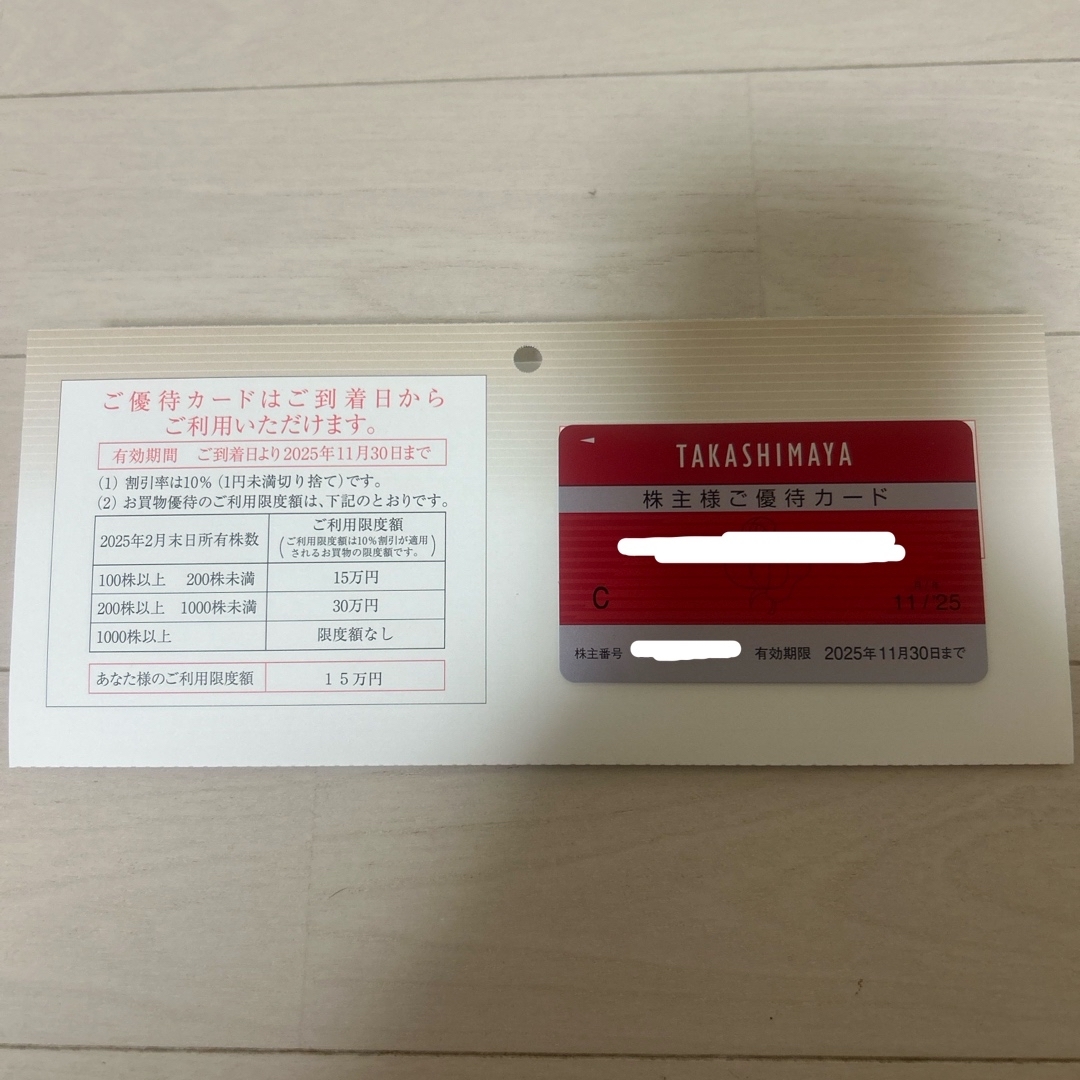 ご優待カードはご到着日から
ご利用いただけます。
有効期間 ご到着日より2025年11月30日まで
(1) 割引率は10%(1円未満切り捨て)です。
(2) お買物優待のご利用限度額は、下記のとおりです。
2025年2月末日所有株数
ご利用限度額
(ご利用限度額は10%割引が適用
されるお買物の限度額です。)
100株以上 200株未満 15万円
200株以上 1000株未満 30万円
1000株以上 限度額なし
あなた様のご利用限度額 15万円
TAKASHIMAYA
株主様ご優待カード
C 11/'25
株主番号 有効期限 2025年11月30日まで